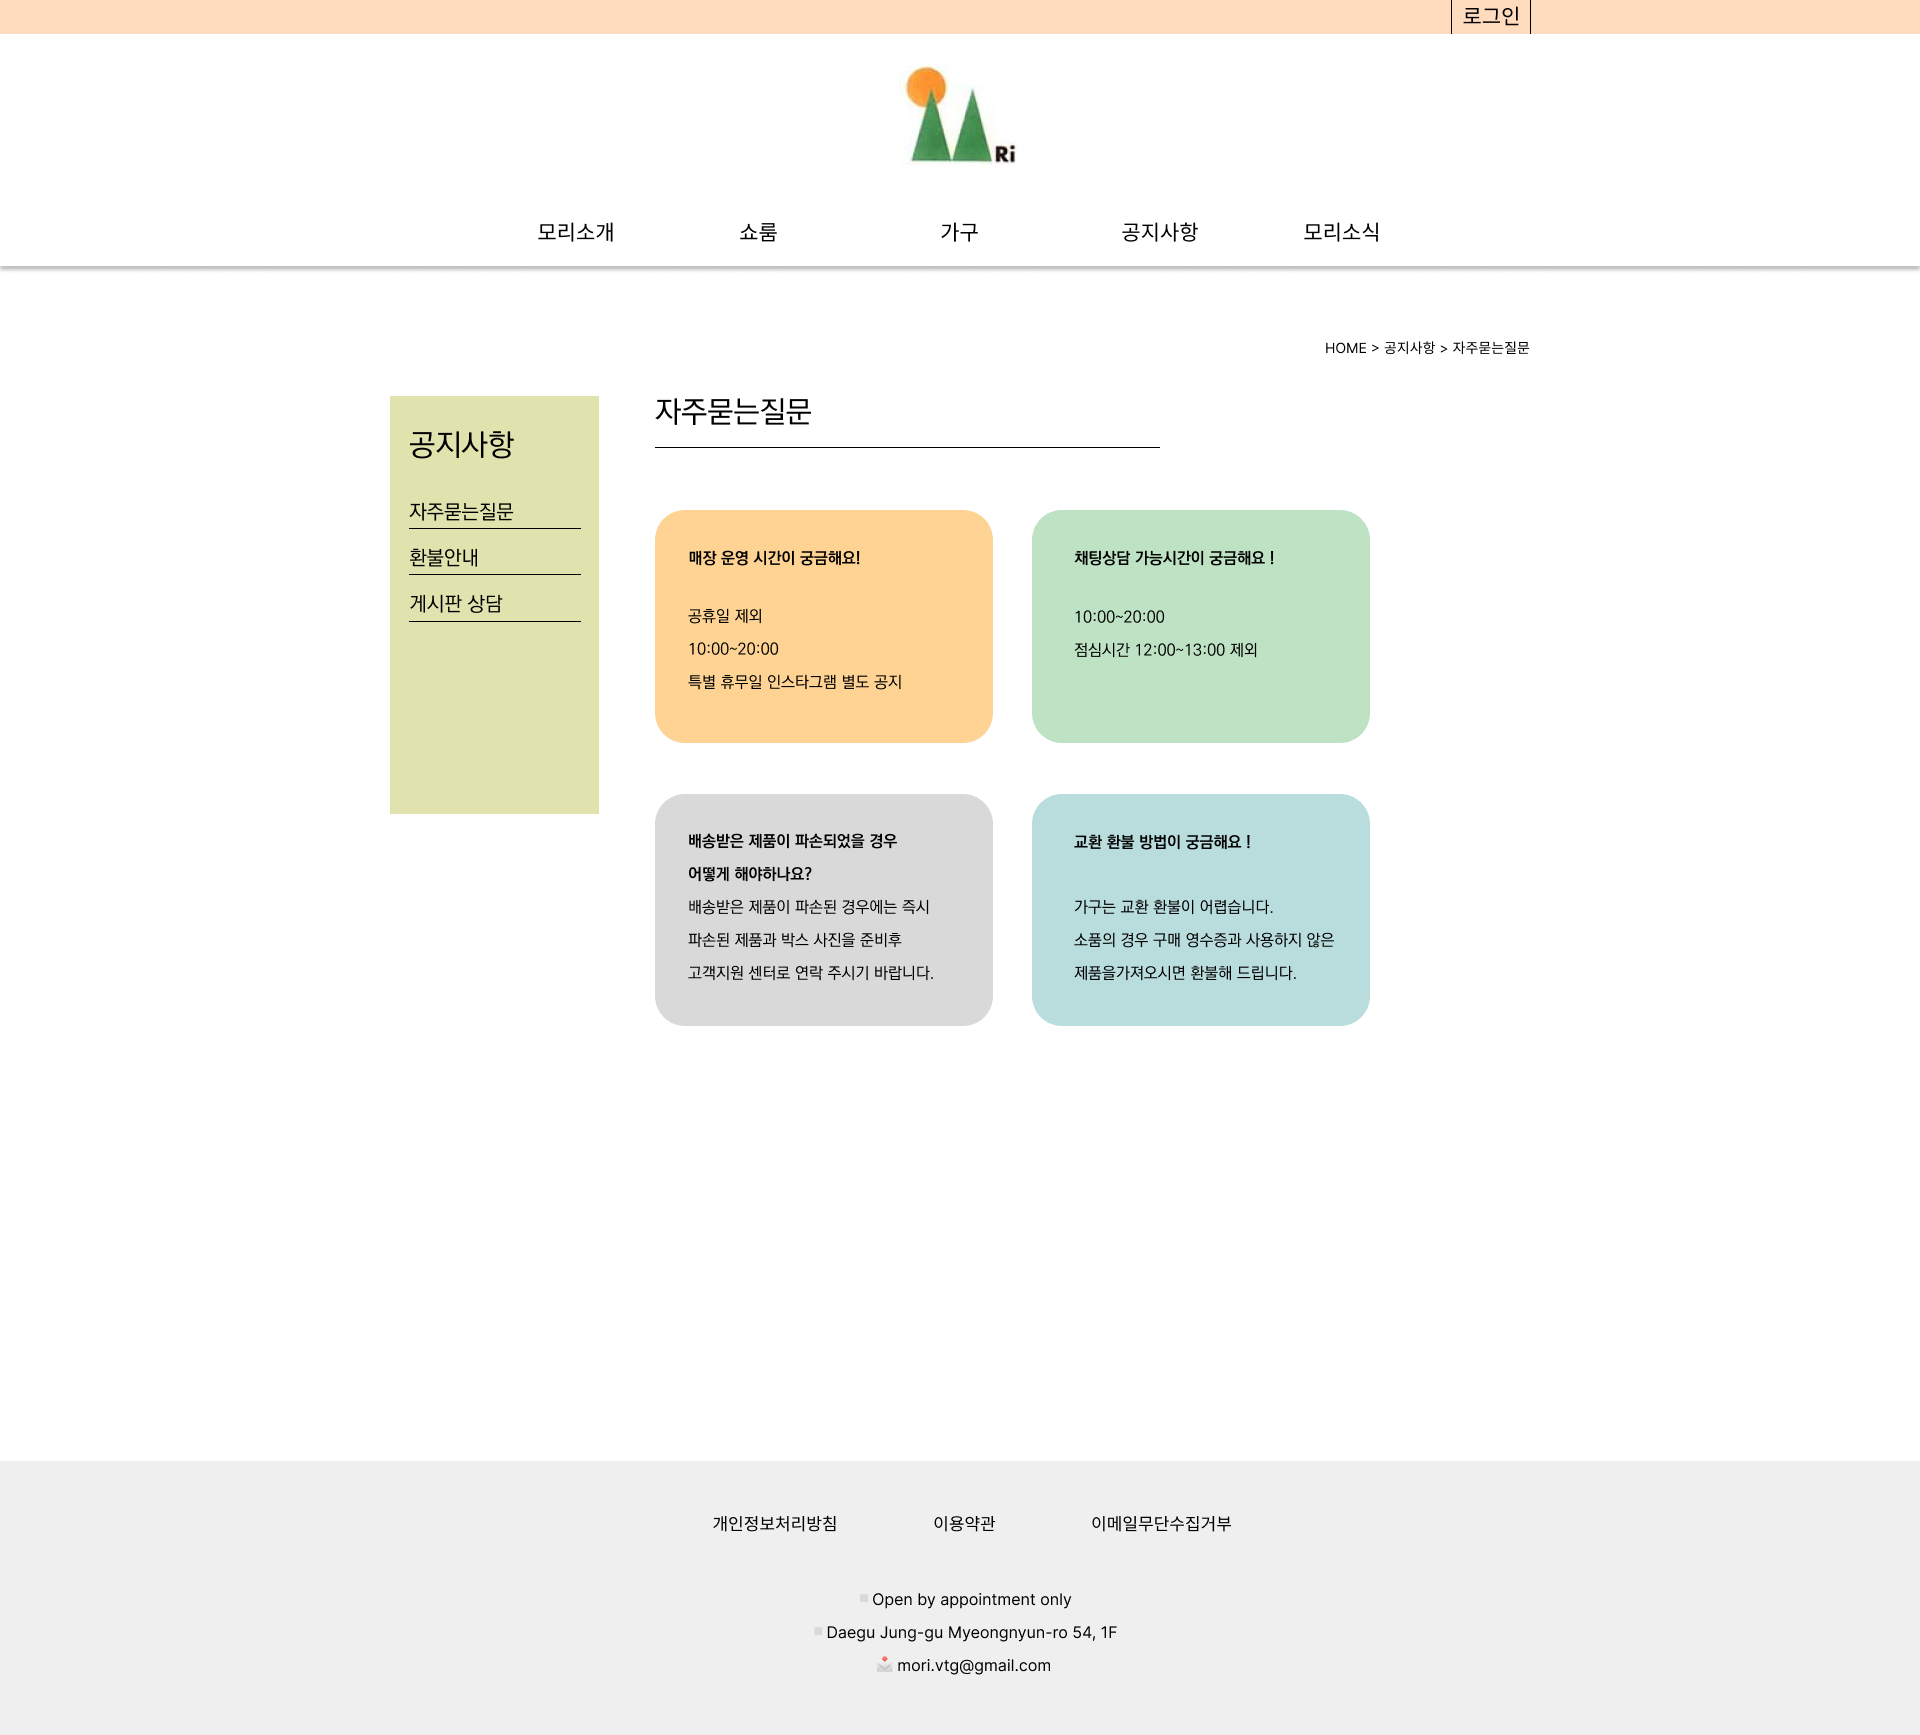 로그인
Ri
모리소개 쇼룸 가구 공지사항 모리소식
HOME > 공지사항 > 자주묻는질문
공지사항
자주묻는질문
환불안내
게시판 상담
자주묻는질문
매장 운영 시간이 궁금해요!
공휴일 제외
10:00~20:00
특별 휴무일 인스타그램 별도 공지
채팅상담 가능시간이 궁금해요 !
10:00~20:00
점심시간 12:00~13:00 제외
배송받은 제품이 파손되었을 경우
어떻게 해야하나요?
배송받은 제품이 파손된 경우에는 즉시
파손된 제품과 박스 사진을 준비후
고객지원 센터로 연락 주시기 바랍니다.
교환 환불 방법이 궁금해요 !
가구는 교환 환불이 어렵습니다.
소품의 경우 구매 영수증과 사용하지 않은
제품을가져오시면 환불해 드립니다.
개인정보처리방침 이용약관 이메일무단수집거부
Open by appointment only
Daegu Jung-gu Myeongnyun-ro 54, 1F
mori.vtg@gmail.com